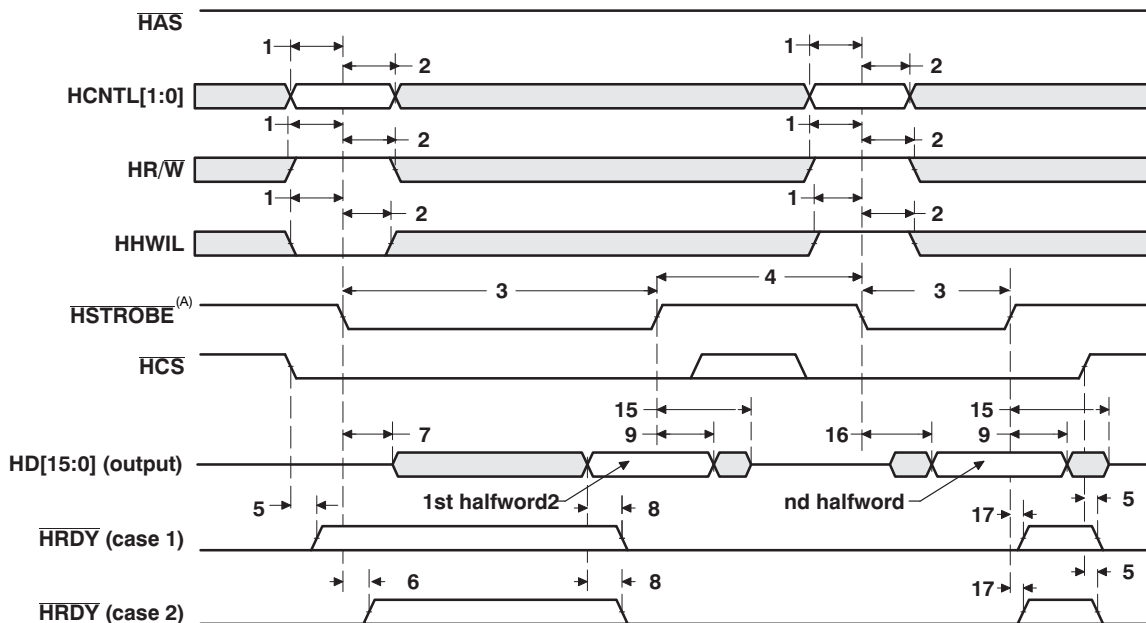 HAS
1 1
2 2
HCNTL[1:0]
1 1
2 2
HR/W
1 1
2 2
HHWIL
3 4 3
HSTROBE(A)
HCS
15 15
7 9 16 9
HD[15:0] (output)
1st halfword2 nd halfword
5 8 17 5
HRDY (case 1)
6 8 17 5
HRDY (case 2)